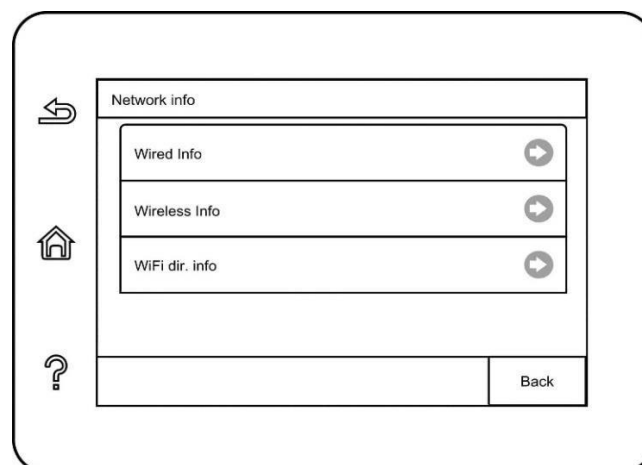 Network info
Wired Info
Wireless Info
WiFi dir. info
?
Back